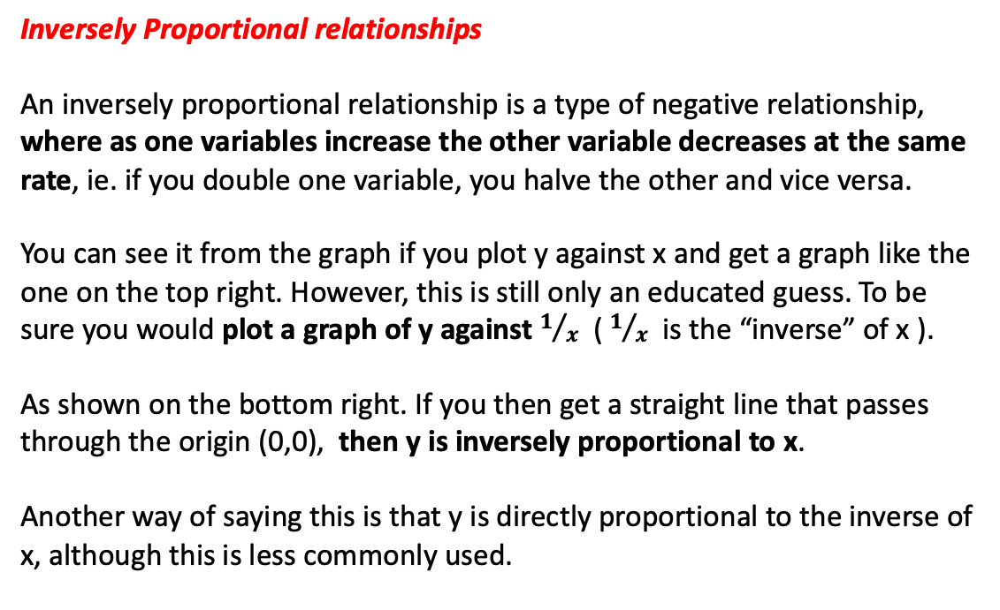 Inversely Proportional relationships
An inversely proportional relationship is a type of negative relationship,
where as one variables increase the other variable decreases at the same
rate, ie. if you double one variable, you halve the other and vice versa.
You can see it from the graph if you plot y against x and get a graph like the
one on the top right. However, this is still only an educated guess. To be
sure you would plot a graph of y against 1/x ( 1/x is the “inverse” of x ).
As shown on the bottom right. If you then get a straight line that passes
through the origin (0,0), then y is inversely proportional to x.
Another way of saying this is that y is directly proportional to the inverse of
x, although this is less commonly used.